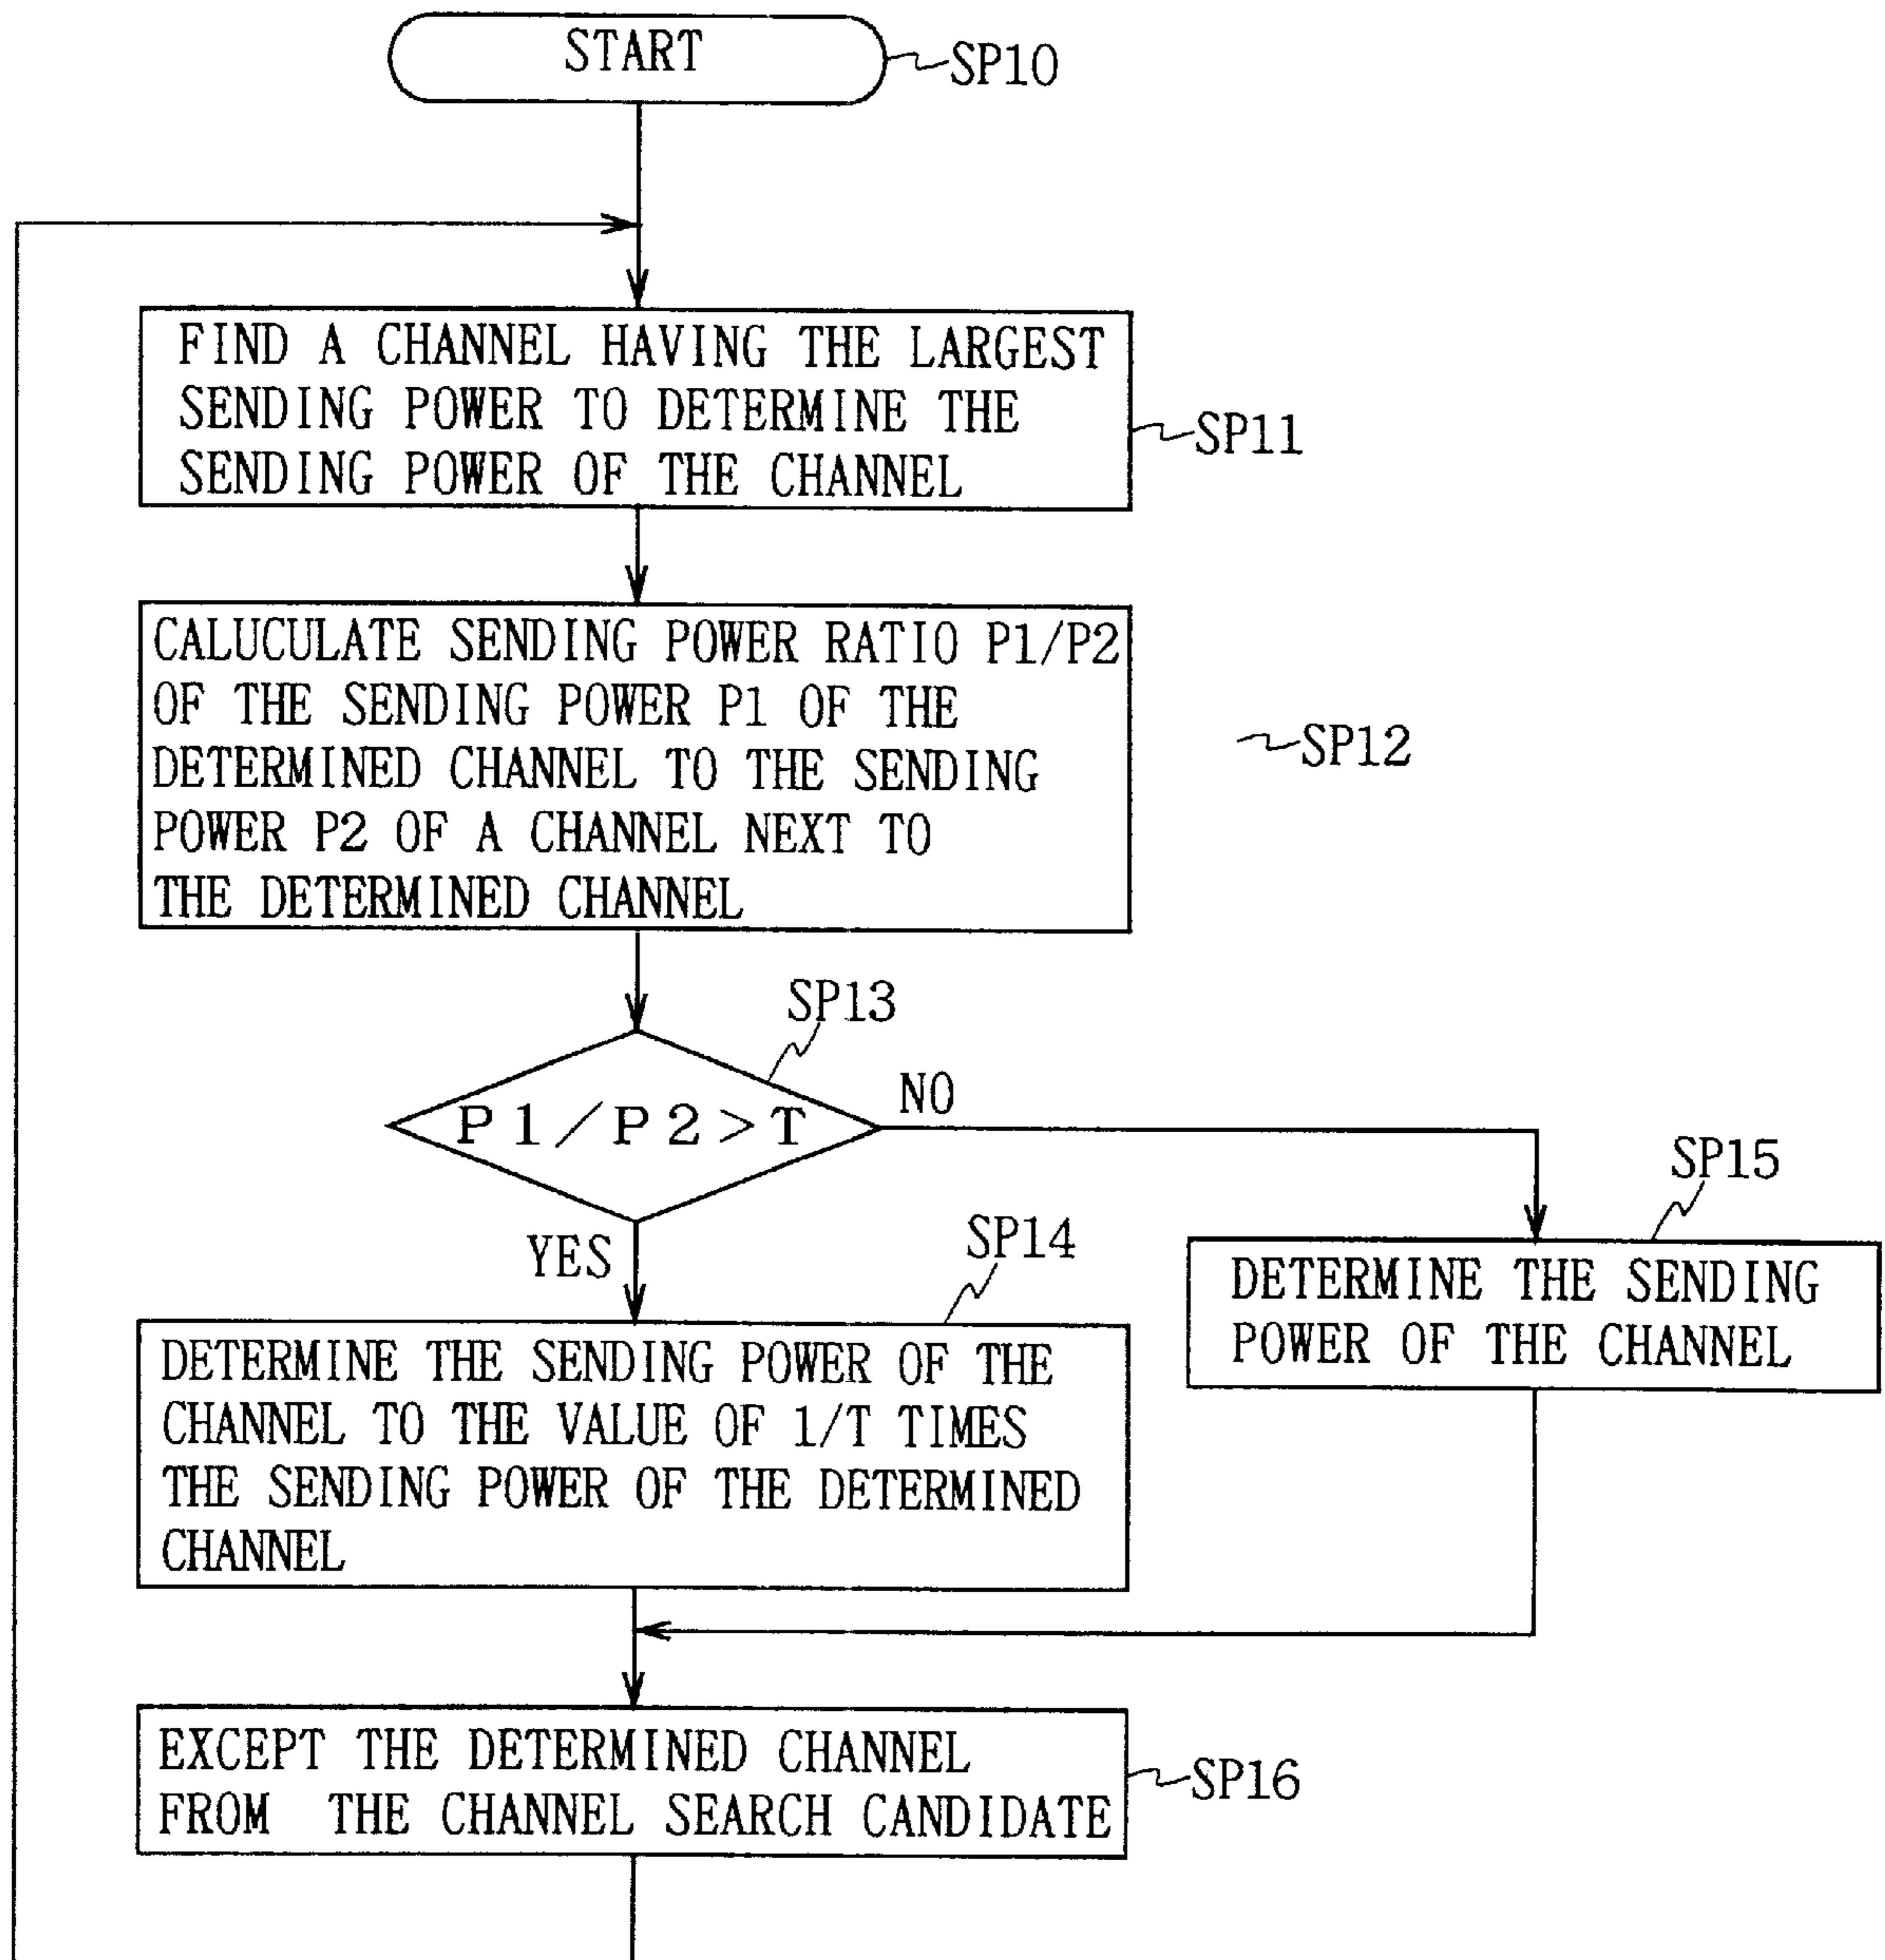 START
SP10
FIND A CHANNEL HAVING THE LARGEST
SENDING POWER TO DETERMINE THE
SENDING POWER OF THE CHANNEL
SP11
CALUCULATE SENDING POWER RATIO P1/P2
OF THE SENDING POWER P1 OF THE
DETERMINED CHANNEL TO THE SENDING
POWER P2 OF A CHANNEL NEXT TO
THE DETERMINED CHANNEL
SP12
SP13
P1/P2>T
NO
YES
SP14
DETERMINE THE SENDING POWER OF THE
CHANNEL TO THE VALUE OF 1/T TIMES
THE SENDING POWER OF THE DETERMINED
CHANNEL
SP15
DETERMINE THE SENDING
POWER OF THE CHANNEL
EXCEPT THE DETERMINED CHANNEL
FROM THE CHANNEL SEARCH CANDIDATE
SP16